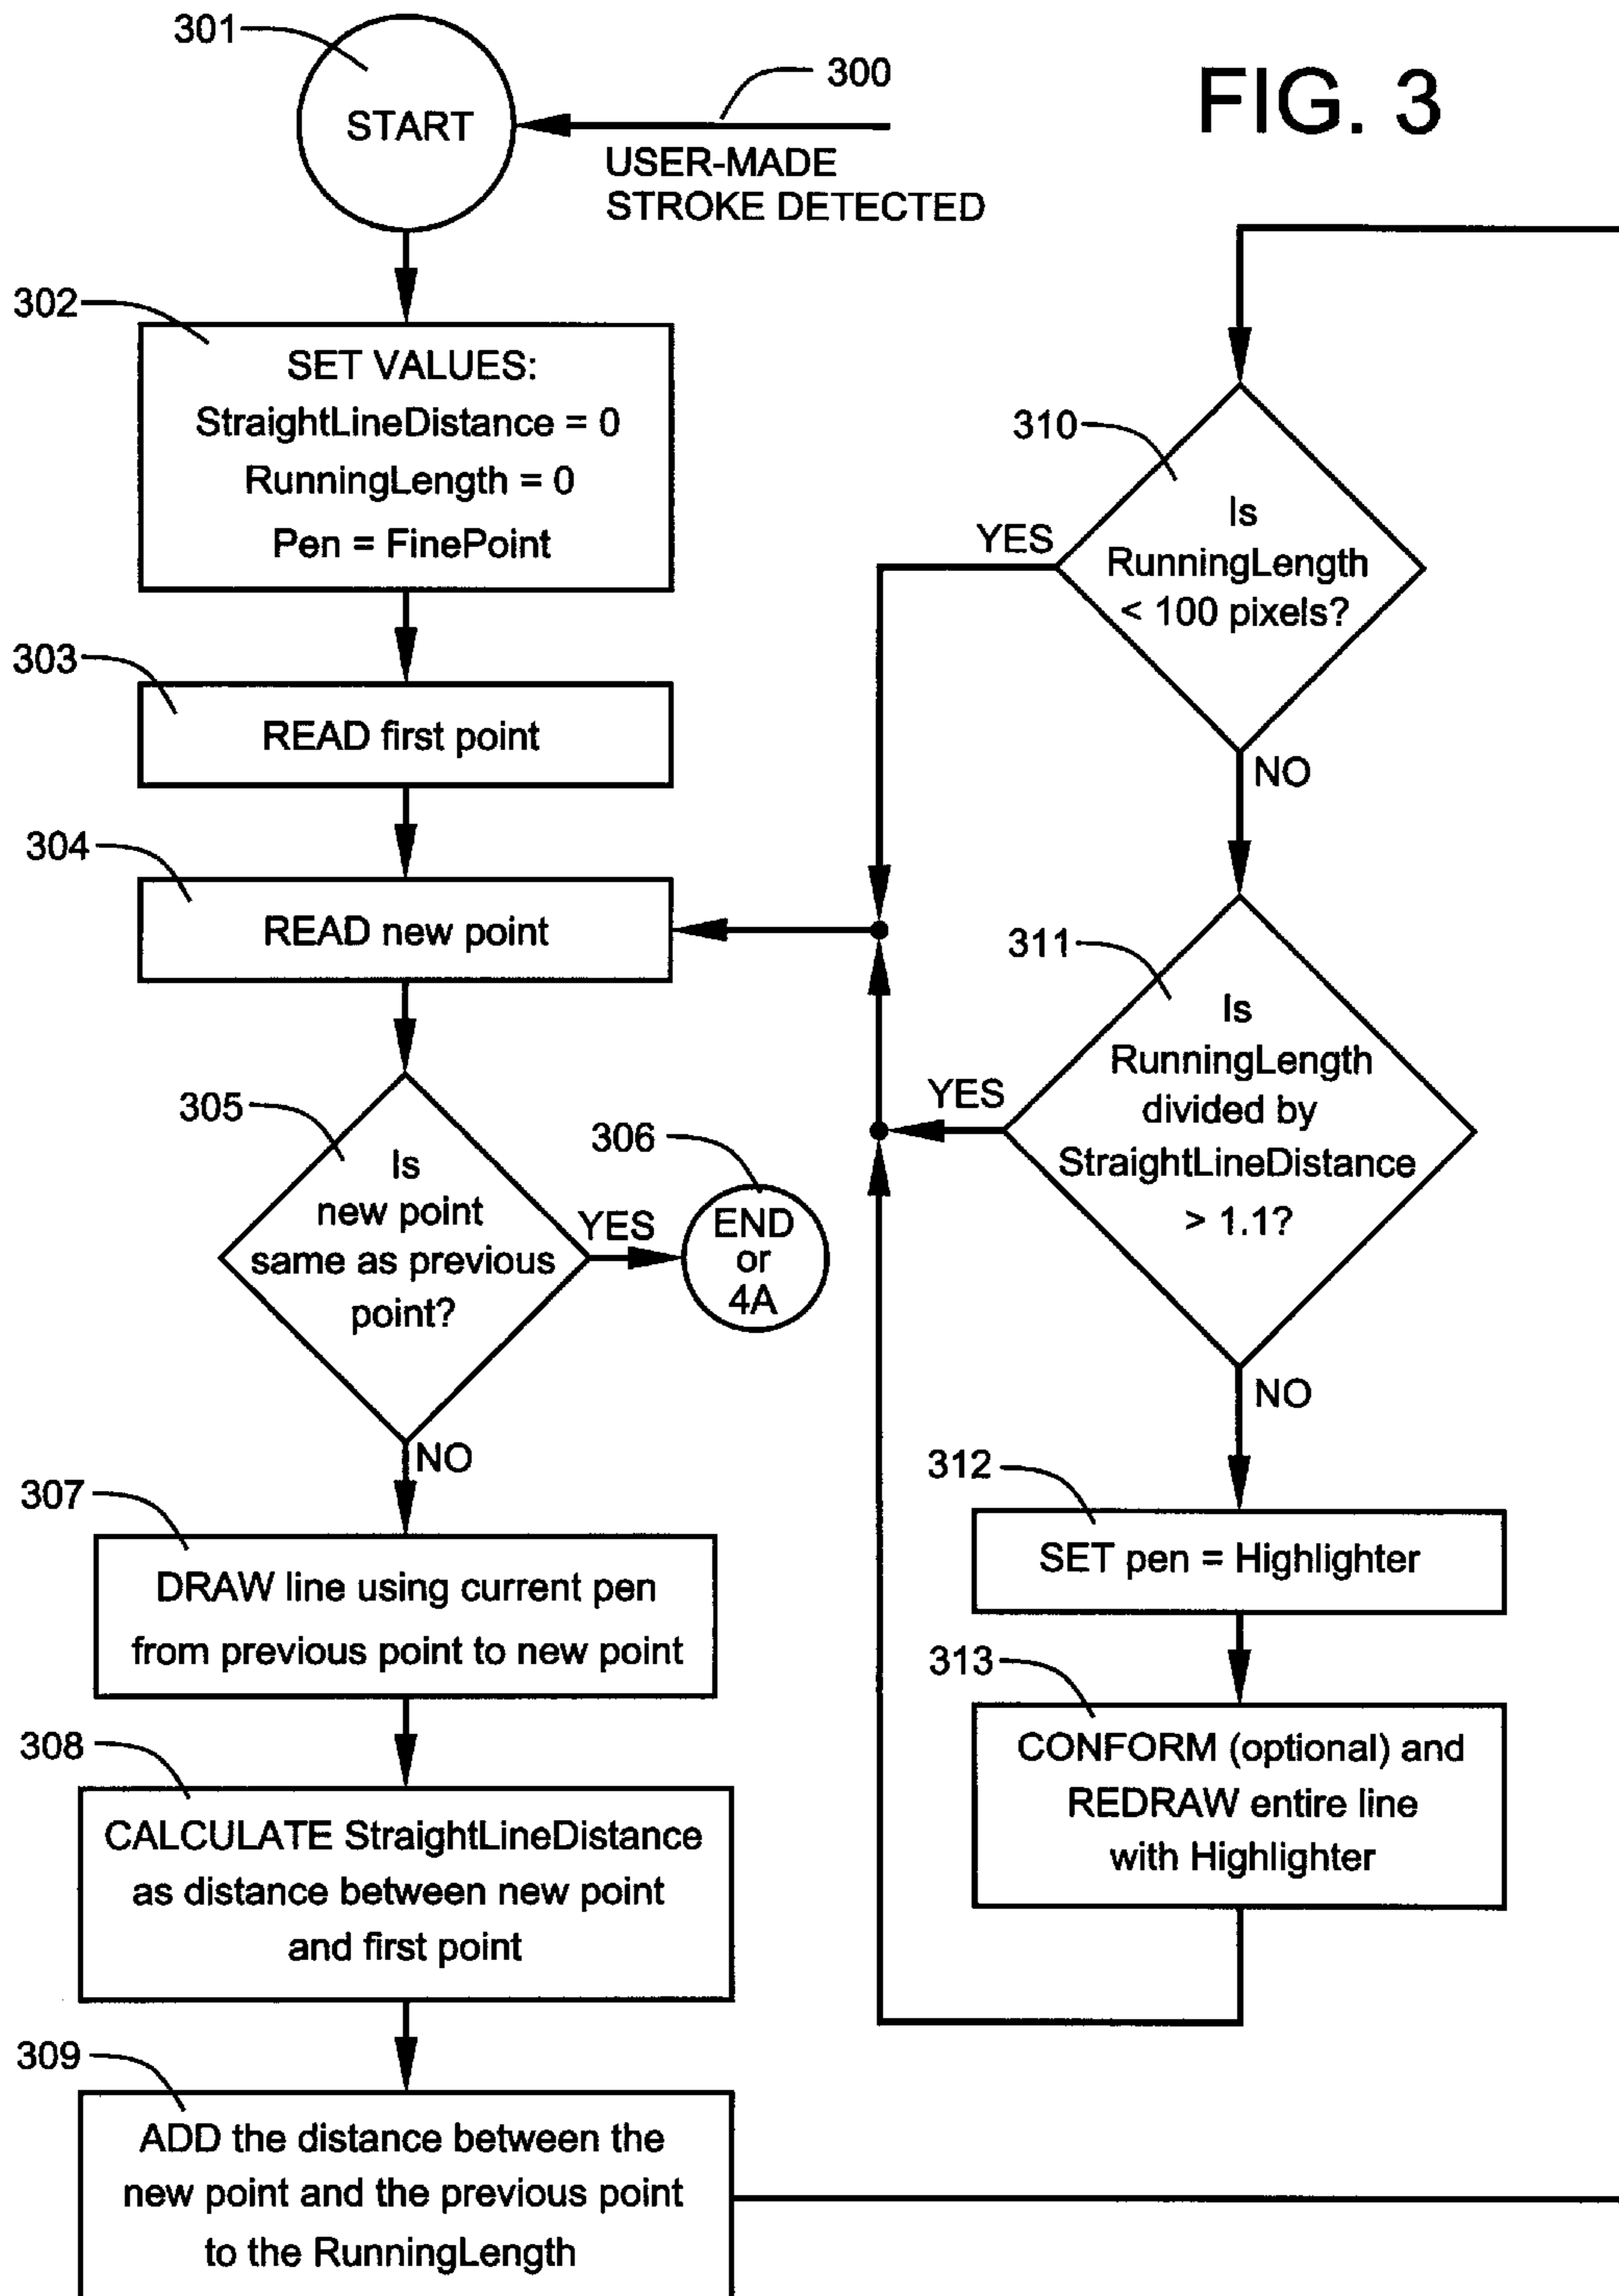 FIG. 3
301
START
300
USER-MADE
STROKE DETECTED
302
SET VALUES:
StraightLineDistance = 0
RunningLength = 0
Pen = FinePoint
303
READ first point
304
READ new point
305
Is
new point
same as previous
point?
YES
306
END
or
4A
NO
307
DRAW line using current pen
from previous point to new point
308
CALCULATE StraightLineDistance
as distance between new point
and first point
309
ADD the distance between the
new point and the previous point
to the RunningLength
310
Is
RunningLength
< 100 pixels?
YES
NO
311
Is
RunningLength
divided by
StraightLineDistance
> 1.1?
YES
NO
312
SET pen = Highlighter
313
CONFORM (optional) and
REDRAW entire line
with Highlighter